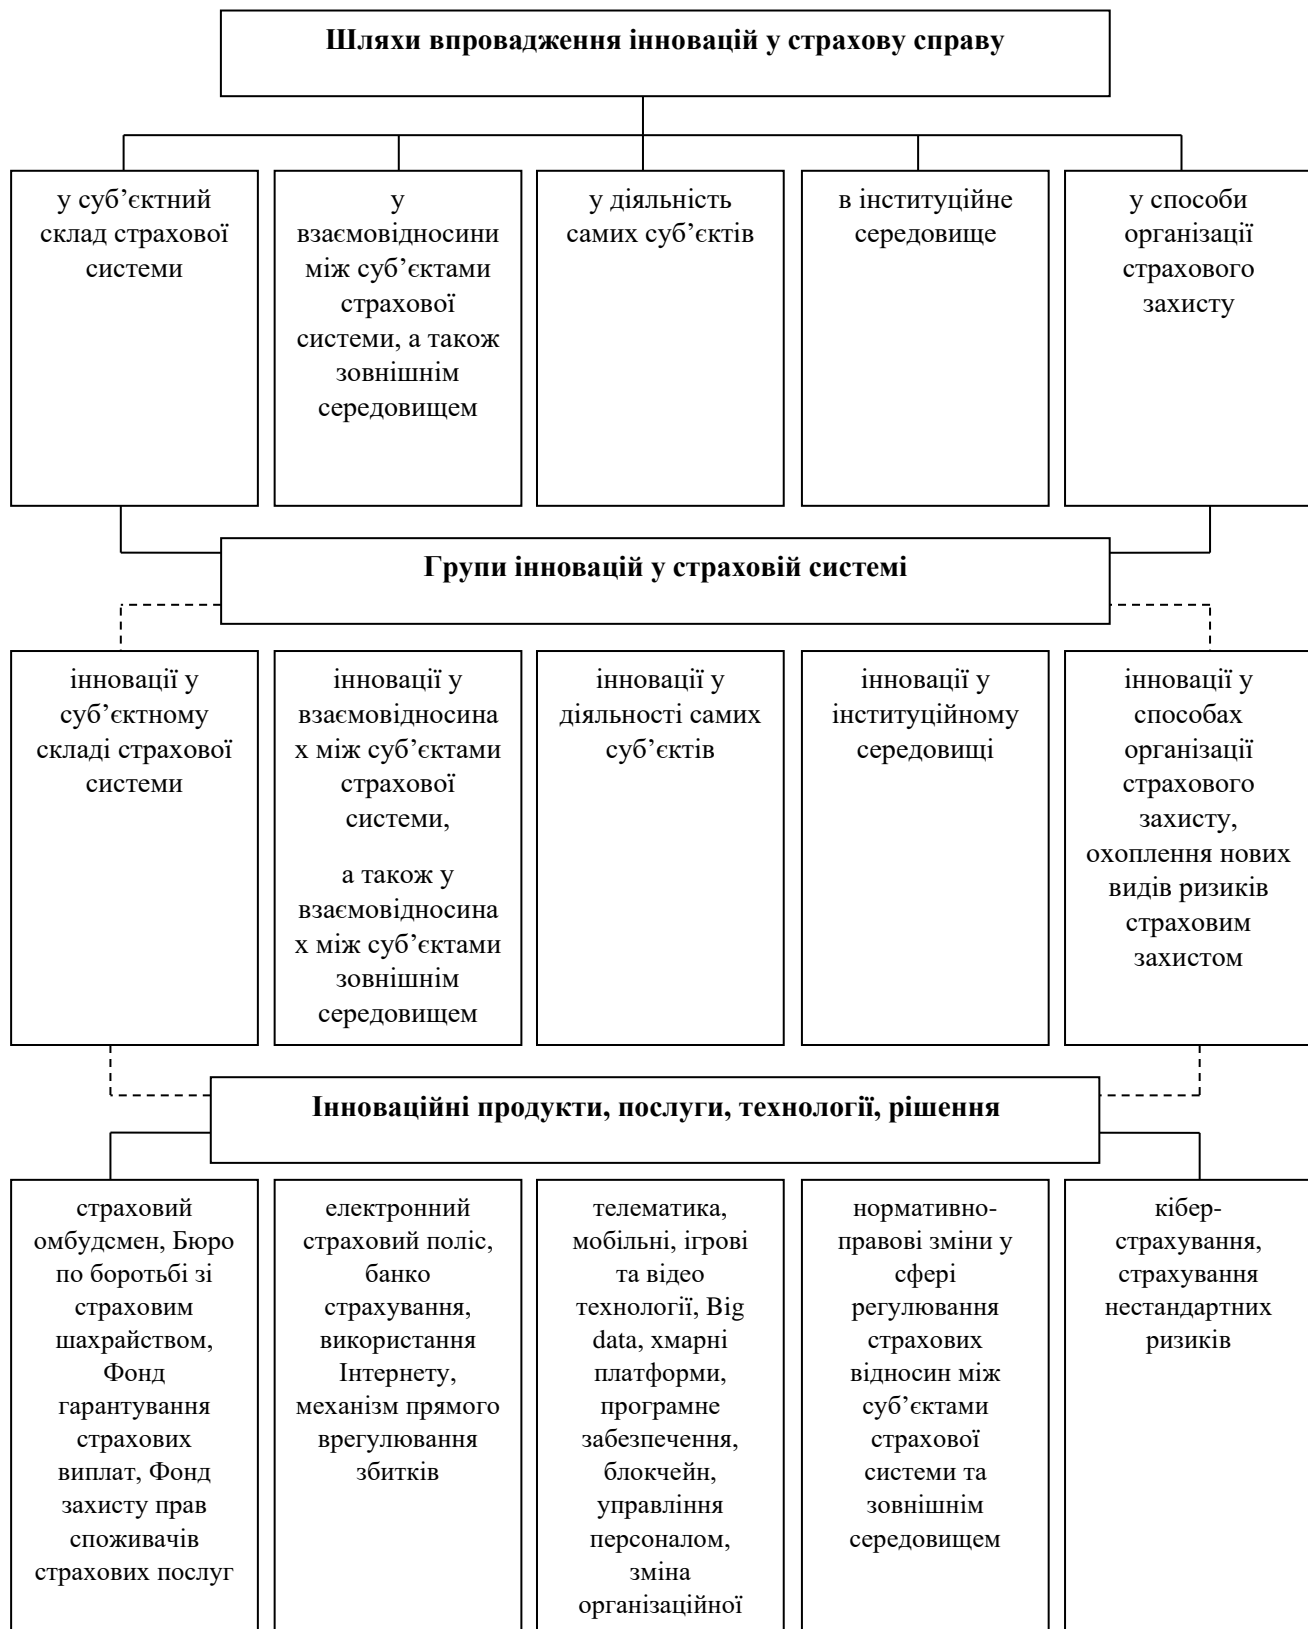 Шляхи впровадження інновацій у страхову справу
у суб’єктний
склад страхової
системи
у
взаємовідносини
між суб’єктами
страхової
системи, а також
зовнішнім
середовищем
у діяльність
самих суб’єктів
в інституційне
середовище
у способи
організації
страхового
захисту
Групи інновацій у страховій системі
інновації у
суб’єктному
складі страхової
системи
інновації у
взаємовідносина
х між суб’єктами
страхової
системи,
а також у
взаємовідносина
х між суб’єктами
зовнішнім
середовищем
інновації у
діяльності самих
суб’єктів
інновації у
інституційному
середовищі
інновації у
способах
організації
страхового
захисту,
охоплення нових
видів ризиків
страховим
захистом
Інноваційні продукти, послуги, технології, рішення
страховий
омбудсмен, Бюро
по боротьбі зі
страховим
шахрайством,
Фонд
гарантування
страхових
виплат, Фонд
захисту прав
споживачів
страхових послуг
електронний
страховий поліс,
банко
страхування,
використання
Інтернету,
механізм прямого
врегулювання
збитків
телематика,
мобільні, ігрові
та відео
технології, Big
data, хмарні
платформи,
програмне
забезпечення,
блокчейн,
управління
персоналом,
зміна
організаційної
нормативно-
правові зміни у
сфері
регулювання
страхових
відносин між
суб’єктами
страхової
системи та
зовнішнім
середовищем
кібер-
страхування,
страхування
нестандартних
ризиків